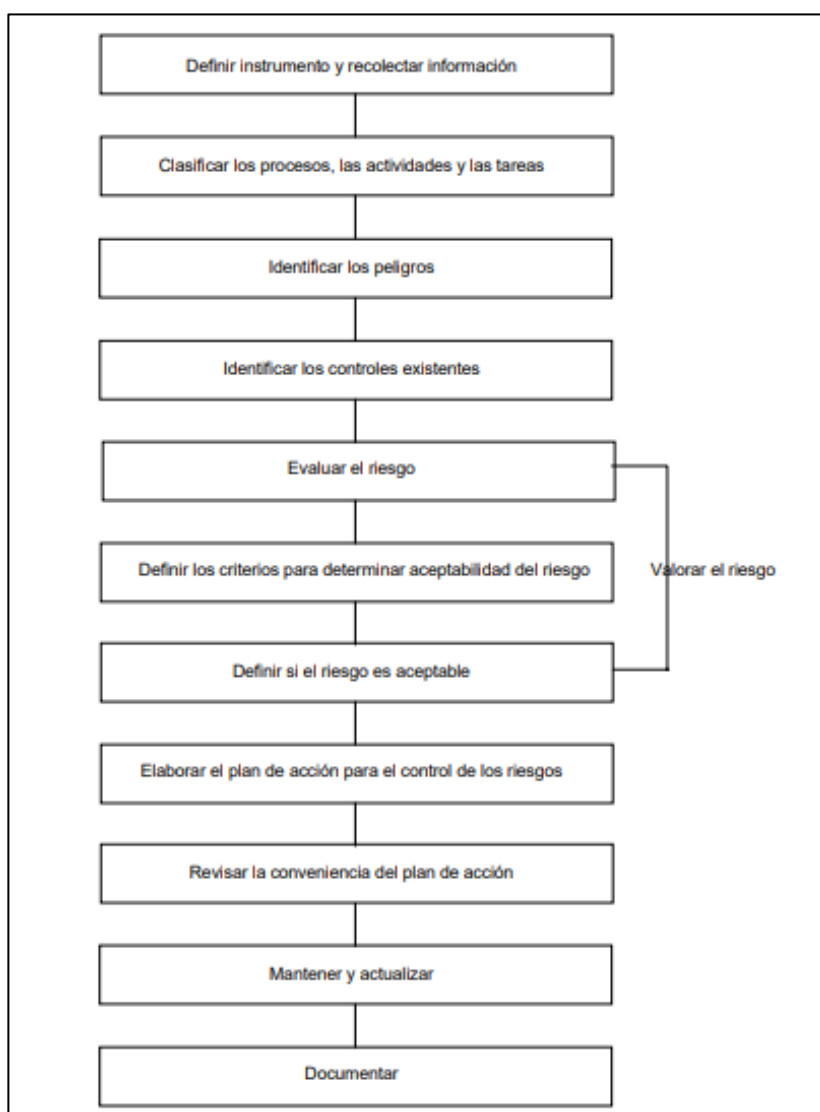 Definir instrumento y recolectar información
Clasificar los procesos, las actividades y las tareas
Identificar los peligros
Identificar los controles existentes
Evaluar el riesgo
Definir los criterios para determinar aceptabilidad del riesgo
Valorar el riesgo
Definir si el riesgo es aceptable
Elaborar el plan de acción para el control de los riesgos
Revisar la conveniencia del plan de acción
Mantener y actualizar
Documentar